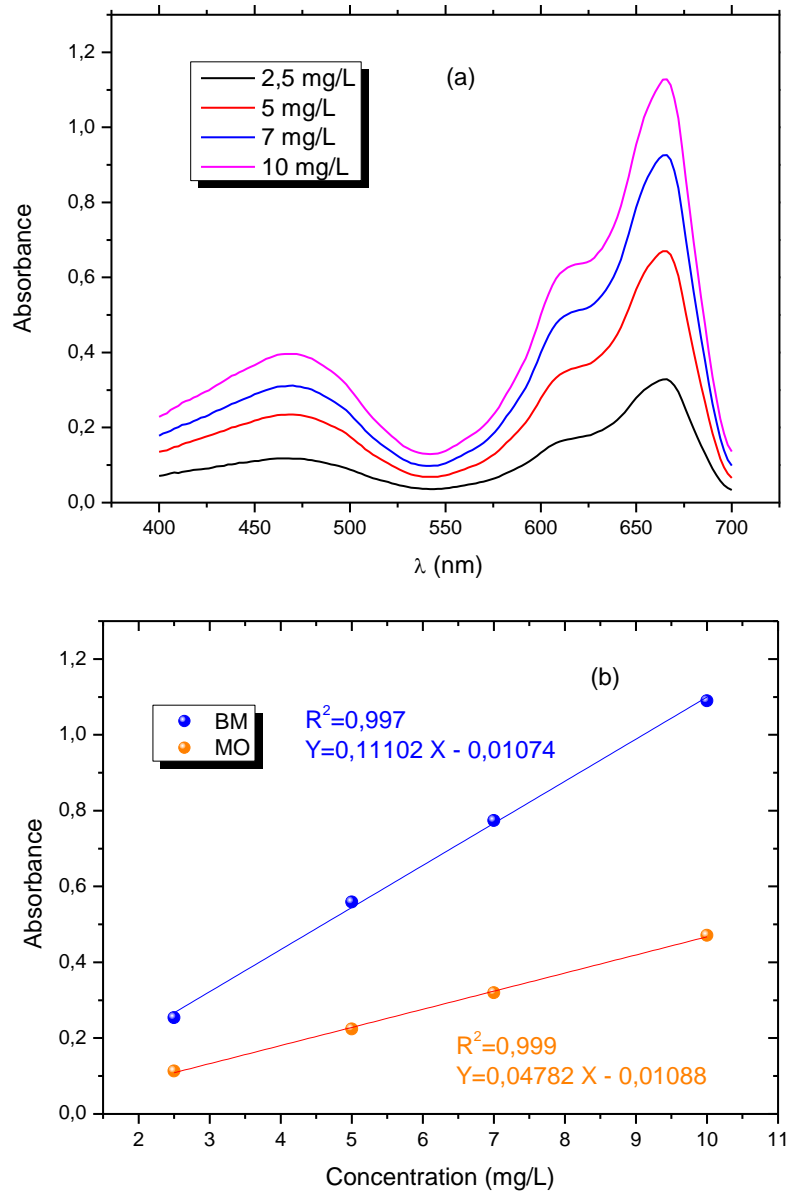 (a)
2,5 mg/L
5 mg/L
7 mg/L
10 mg/L
Absorbance
1,2
1,0
0,8
0,6
0,4
0,2
0,0
400 450 500 550 600 650 700
λ (nm)
(b)
BM
MO
R²=0,997
Y=0,11102 X - 0,01074
R²=0,999
Y=0,04782 X - 0,01088
Absorbance
1,2
1,0
0,8
0,6
0,4
0,2
0,0
2 3 4 5 6 7 8 9 10 11
Concentration (mg/L)